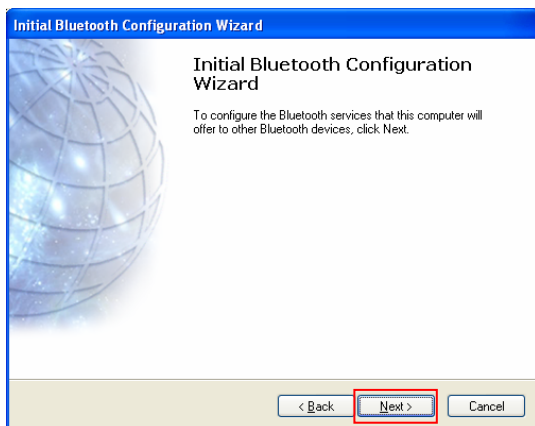 Initial Bluetooth Configuration Wizard
Initial Bluetooth Configuration
Wizard
To configure the Bluetooth services that this computer will
offer to other Bluetooth devices, click Next.
< Back Next > Cancel